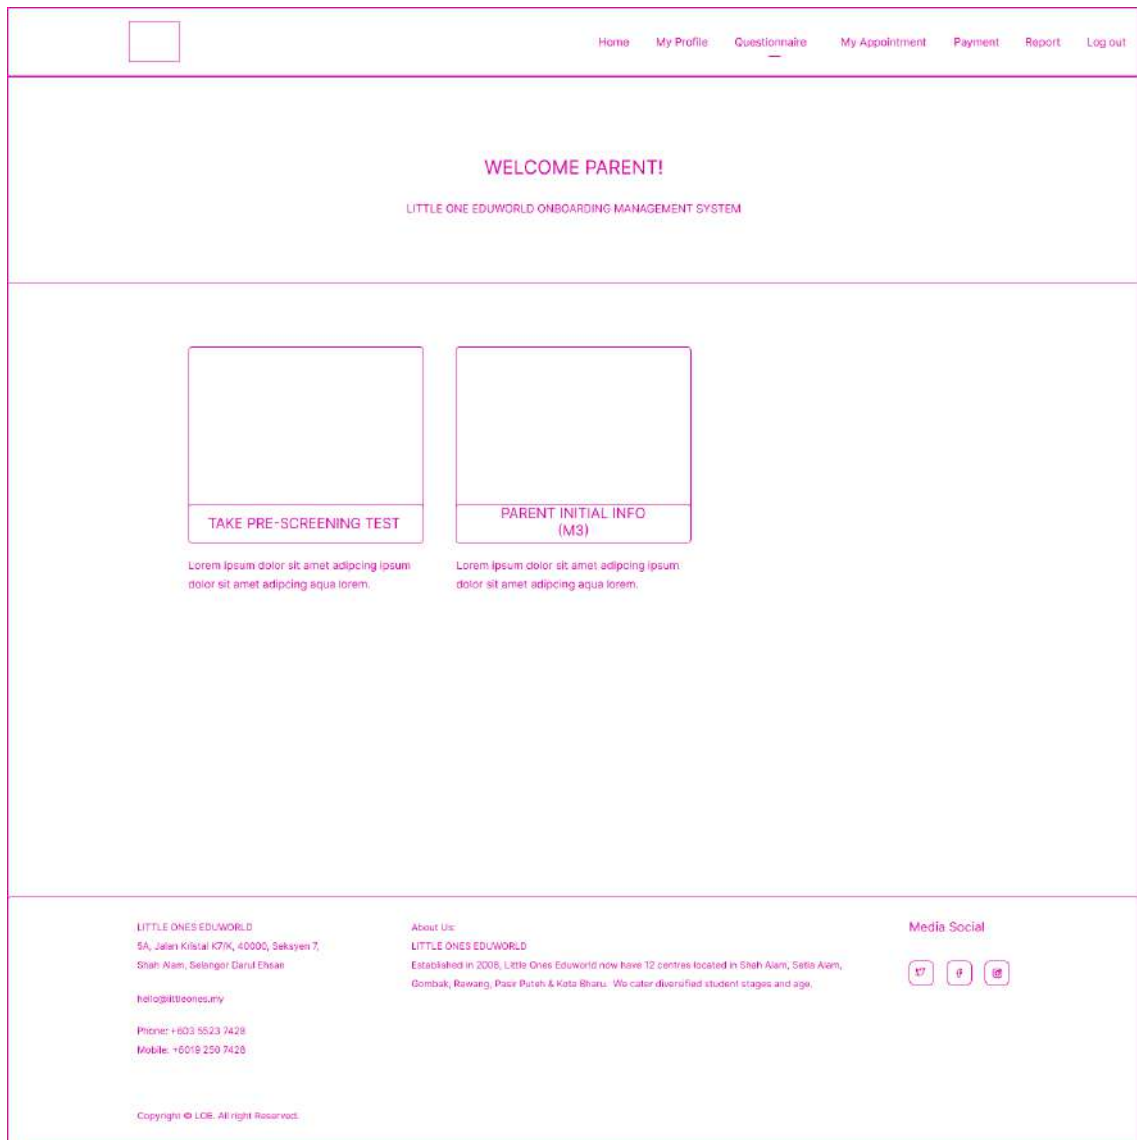 Home My Profile Questionnaire My Appointment Payment Report Log out
WELCOME PARENT!
LITTLE ONE EDUWORLD ONBOARDING MANAGEMENT SYSTEM
TAKE PRE-SCREENING TEST
PARENT INITIAL INFO
(M3)
Lorem ipsum dolor sit amet adipcing ipsum
dolor sit amet adipcing aqua lorem.
Lorem ipsum dolor sit amet adipcing ipsum
dolor sit amet adipcing aqua lorem.
LITTLE ONES EDUWORLD
5A, Jalan Kristal K7/K, 40000, Seksyen 7,
Shah Alam, Selangor Darul Ehsan
hello@littleones.my
Phone: +603 5523 7428
Mobile: +6019 250 7428
Copyright © LOE. All right Reserved.
About Us:
LITTLE ONES EDUWORLD
Established in 2008, Little Ones Eduworld now have 12 centres located in Shah Alam, Setia Alam,
Gombak, Rawang, Pasir Puteh & Kota Bharu. We cater diversified student stages and age.
Media Social